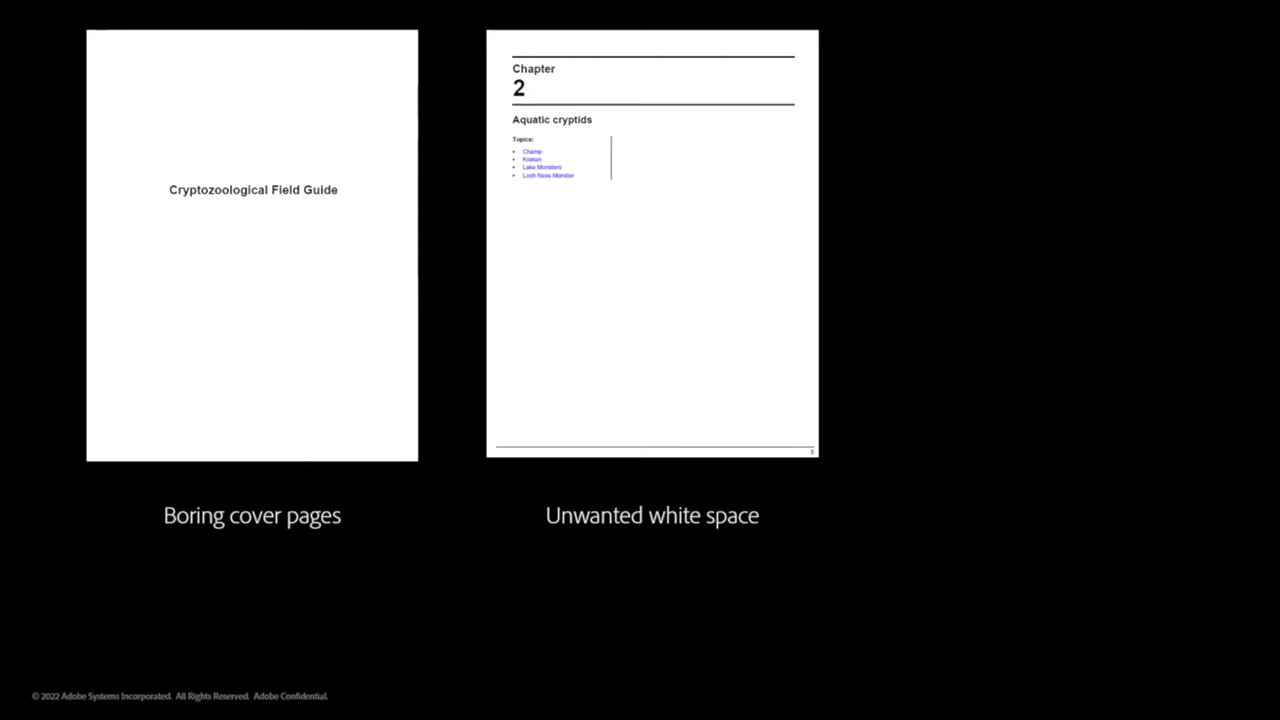 Cryptozoological Field Guide
Boring cover pages
Chapter
2
Aquatic cryptids
Topics:
• Champ
• Kraken
• Lake Monsters
• Loch Ness Monster
5
Unwanted white space
© 2022 Adobe Systems Incorporated. All Rights Reserved. Adobe Confidential.